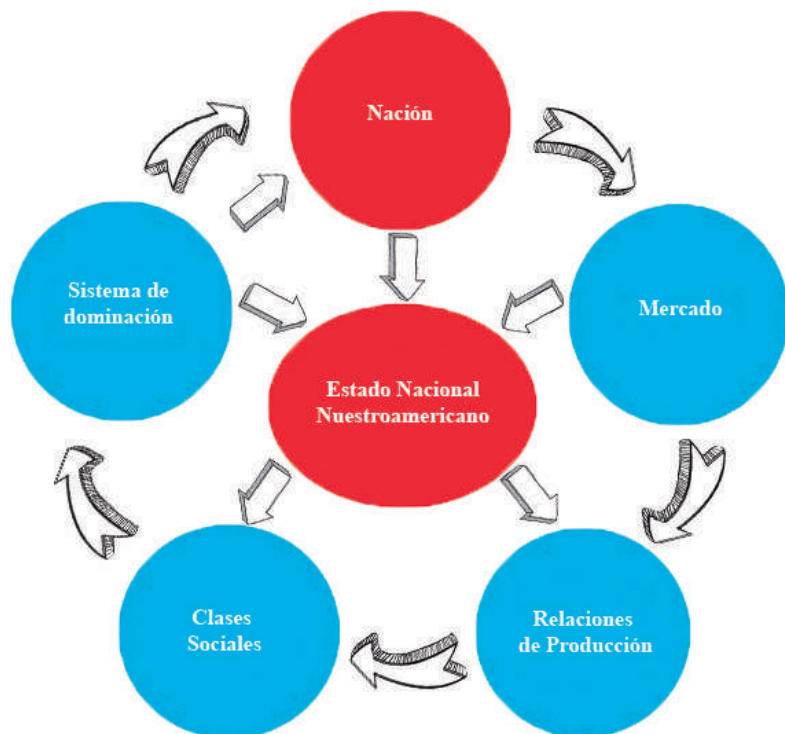 Nación
Sistema de
dominación
Mercado
Estado Nacional
Nuestroamericano
Clases
Sociales
Relaciones
de Producción